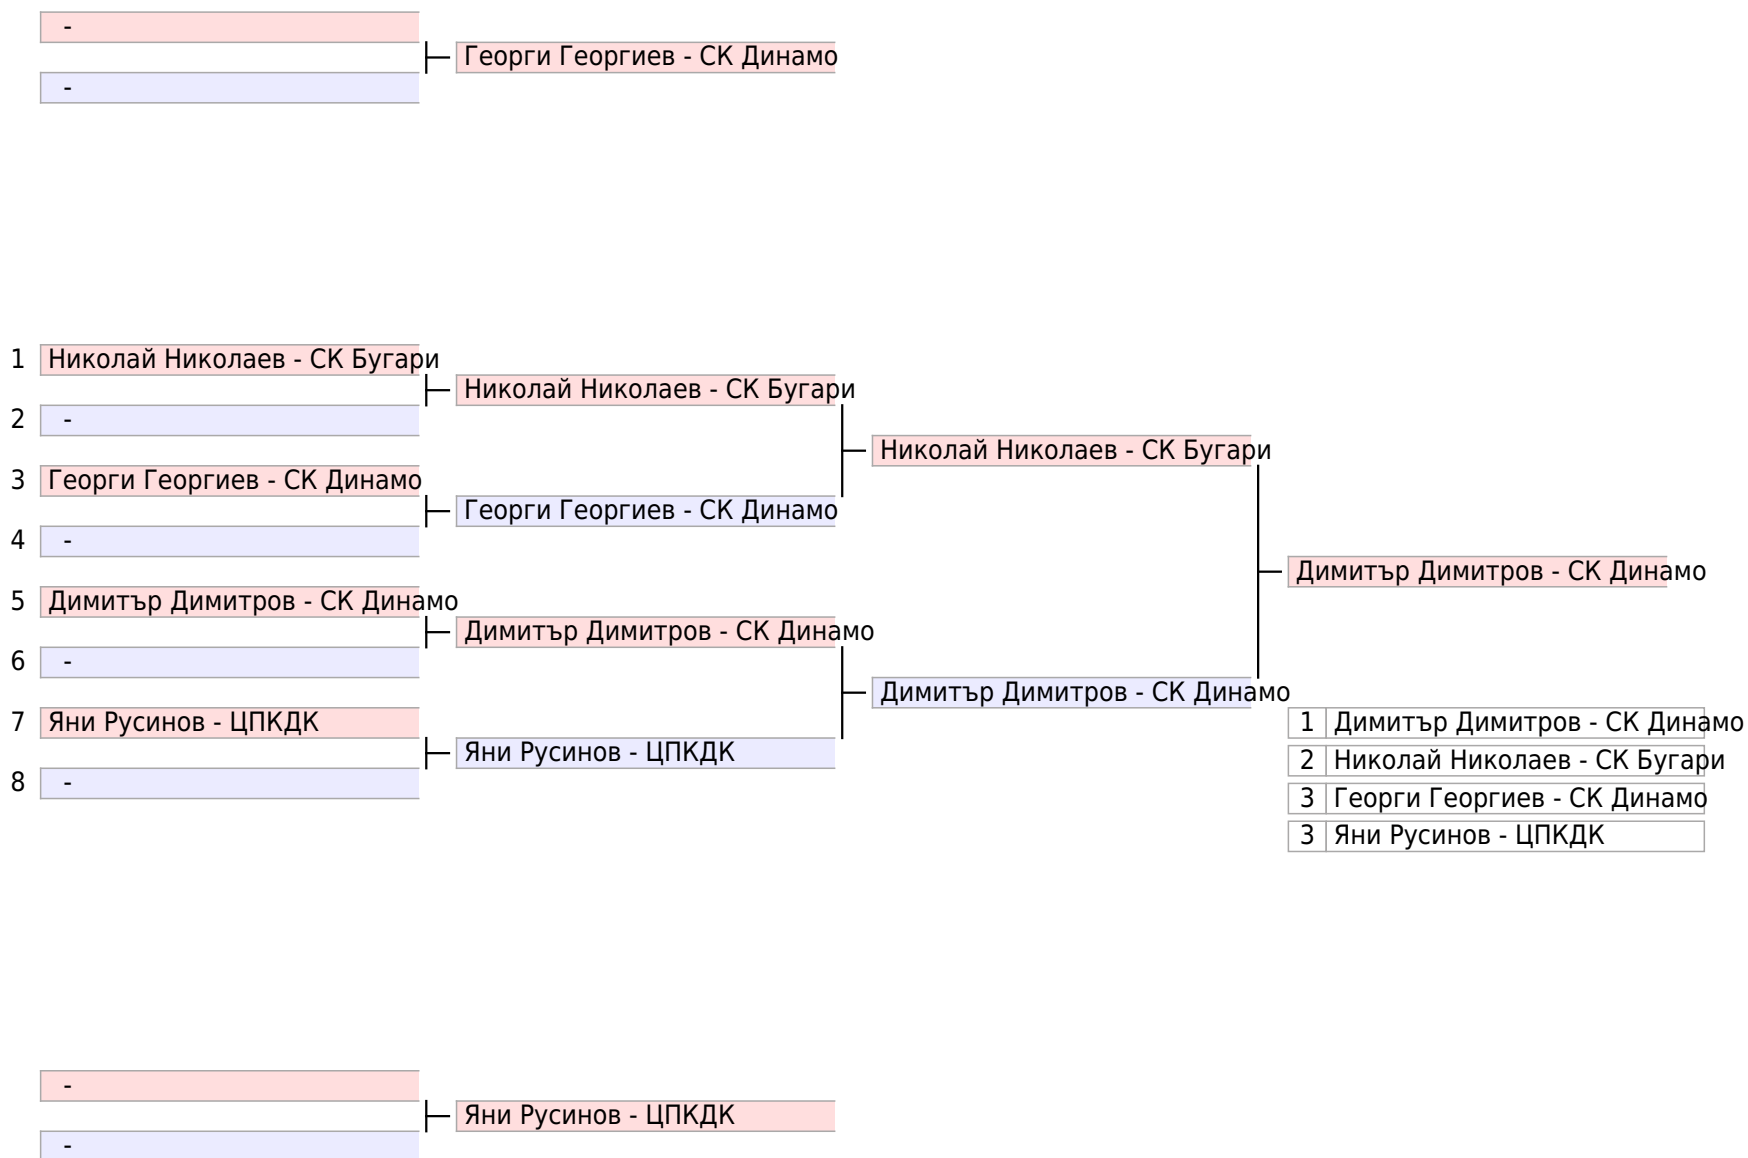 -
Георги Георгиев - СК Динамо
-
1 Николай Николаев - СК Бугари
Николай Николаев - СК Бугари
2 -
Николай Николаев - СК Бугари
3 Георги Георгиев - СК Динамо
Георги Георгиев - СК Динамо
4 -
Димитър Димитров - СК Динамо
5 Димитър Димитров - СК Динамо
Димитър Димитров - СК Динамо
6 -
Димитър Димитров - СК Динамо
7 Яни Русинов - ЦПКДК
Яни Русинов - ЦПКДК
8 -
1 Димитър Димитров - СК Динамо
2 Николай Николаев - СК Бугари
3 Георги Георгиев - СК Динамо
3 Яни Русинов - ЦПКДК
-
Яни Русинов - ЦПКДК
-